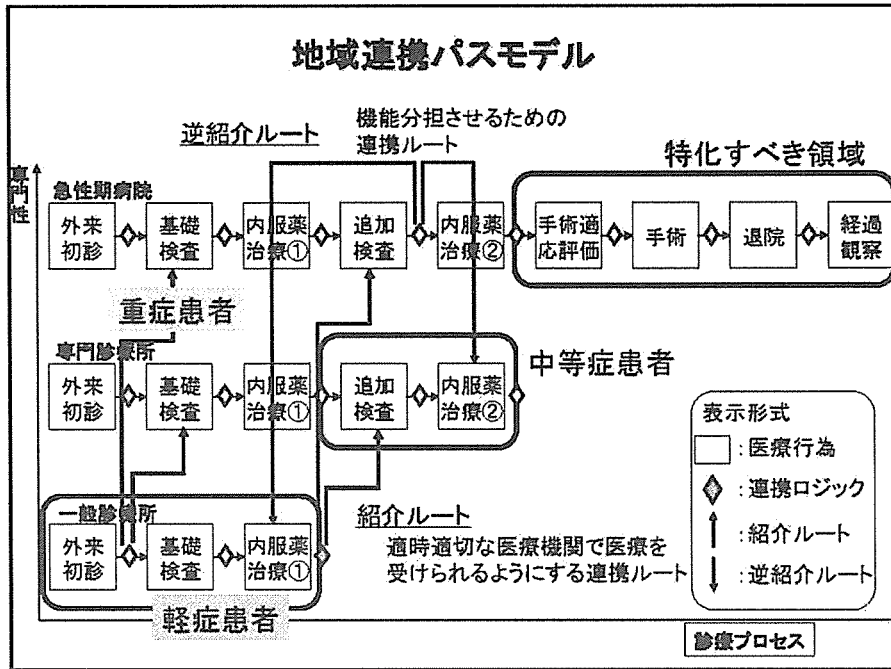 地域連携パスモデル
逆紹介ルート
機能分担させるための
連携ルート
特化すべき領域
専門性
急性期病院
外来
初診
基礎
検査
内服薬
治療①
追加
検査
内服薬
治療②
手術適
応評価
手術
退院
経過
観察
重症患者
専門診療所
外来
初診
基礎
検査
内服薬
治療①
追加
検査
内服薬
治療②
中等症患者
一般診療所
外来
初診
基礎
検査
内服薬
治療①
軽症患者
紹介ルート
適時適切な医療機関で医療を
受けられるようにする連携ルート
表示形式
:医療行為
:連携ロジック
:紹介ルート
:逆紹介ルート
診療プロセス